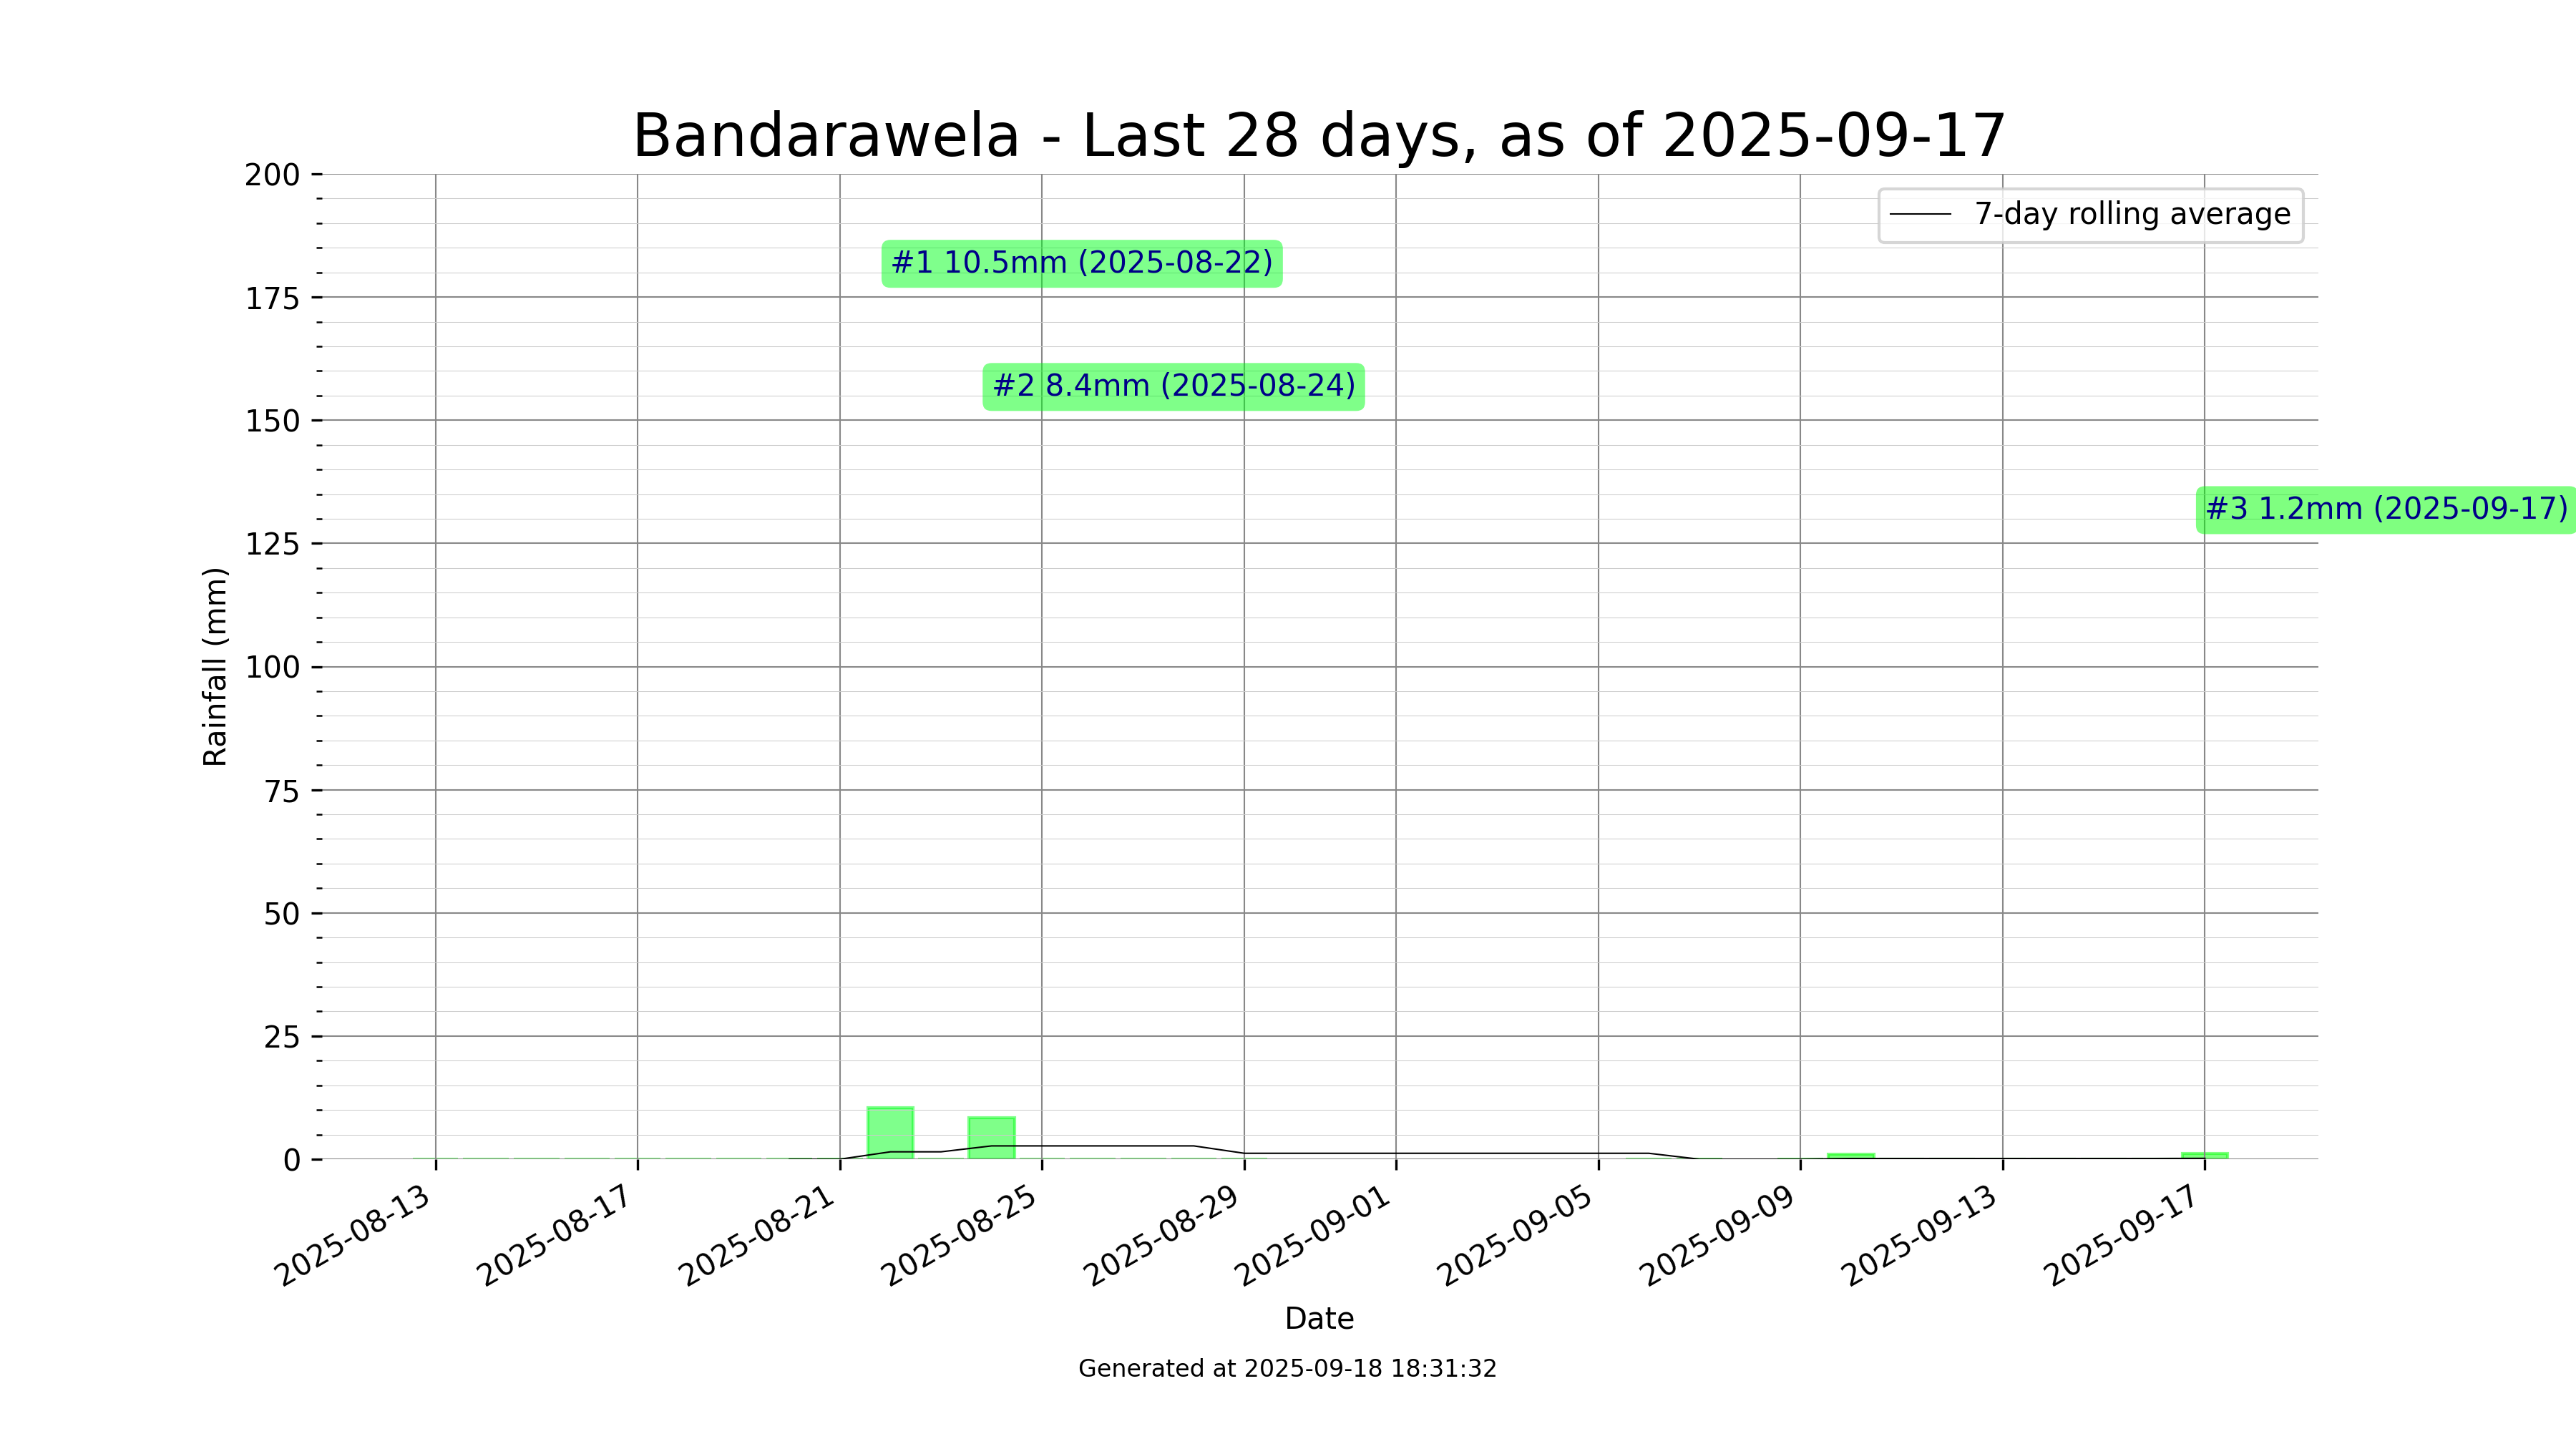 Bandarawela - Last 28 days, as of 2025-09-17
200
175
150
125
100
75
50
25
0
Rainfall (mm)
7-day rolling average
#1 10.5mm (2025-08-22)
#2 8.4mm (2025-08-24)
#3 1.2mm (2025-09-17)
2025-08-13
2025-08-17
2025-08-21
2025-08-25
2025-08-29
2025-09-01
2025-09-05
2025-09-09
2025-09-13
2025-09-17
Date
Generated at 2025-09-18 18:31:32